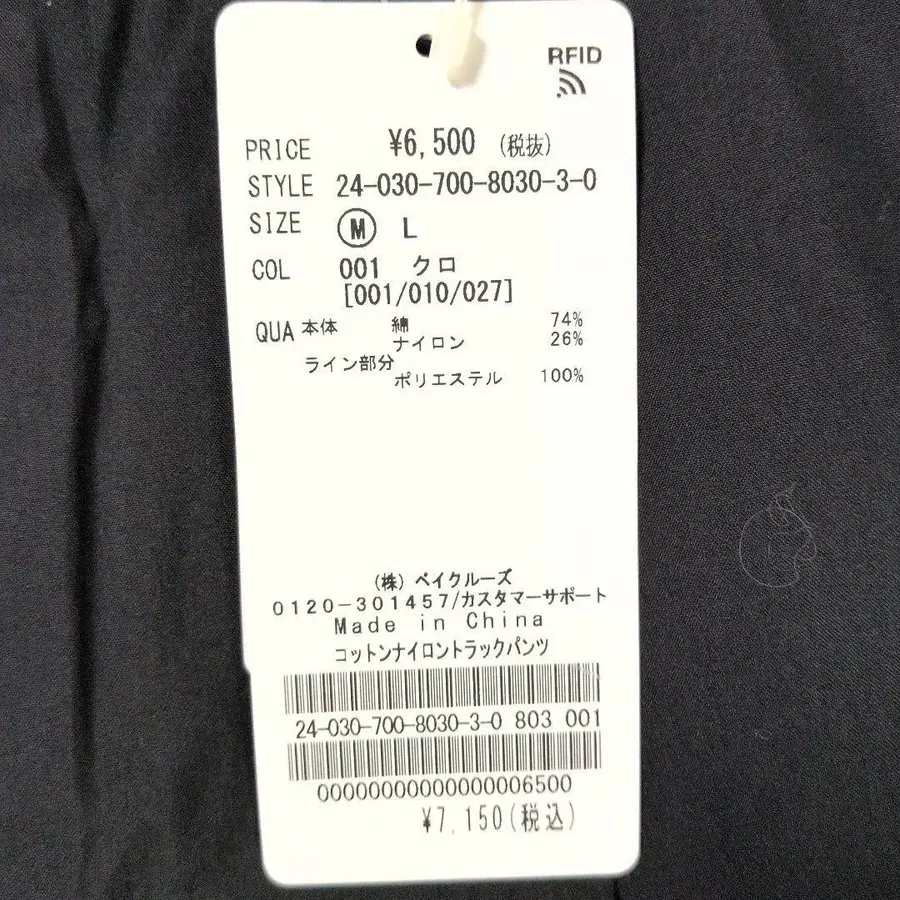 RFID
PRICE ¥6,500 (税抜)
STYLE 24-030-700-8030-3-0
SIZE M L
COL 001 クロ
[001/010/027]
QUA 本体 綿 74%
ナイロン 26%
ライン部分
ポリエステル 100%
(株) ベイクルーズ
0120-301457/カスタマーサポート
Made in China
コットンナイロントラックパンツ
24-030-700-8030-3-0 803 001
00000000000000006500
¥7,150(税込)